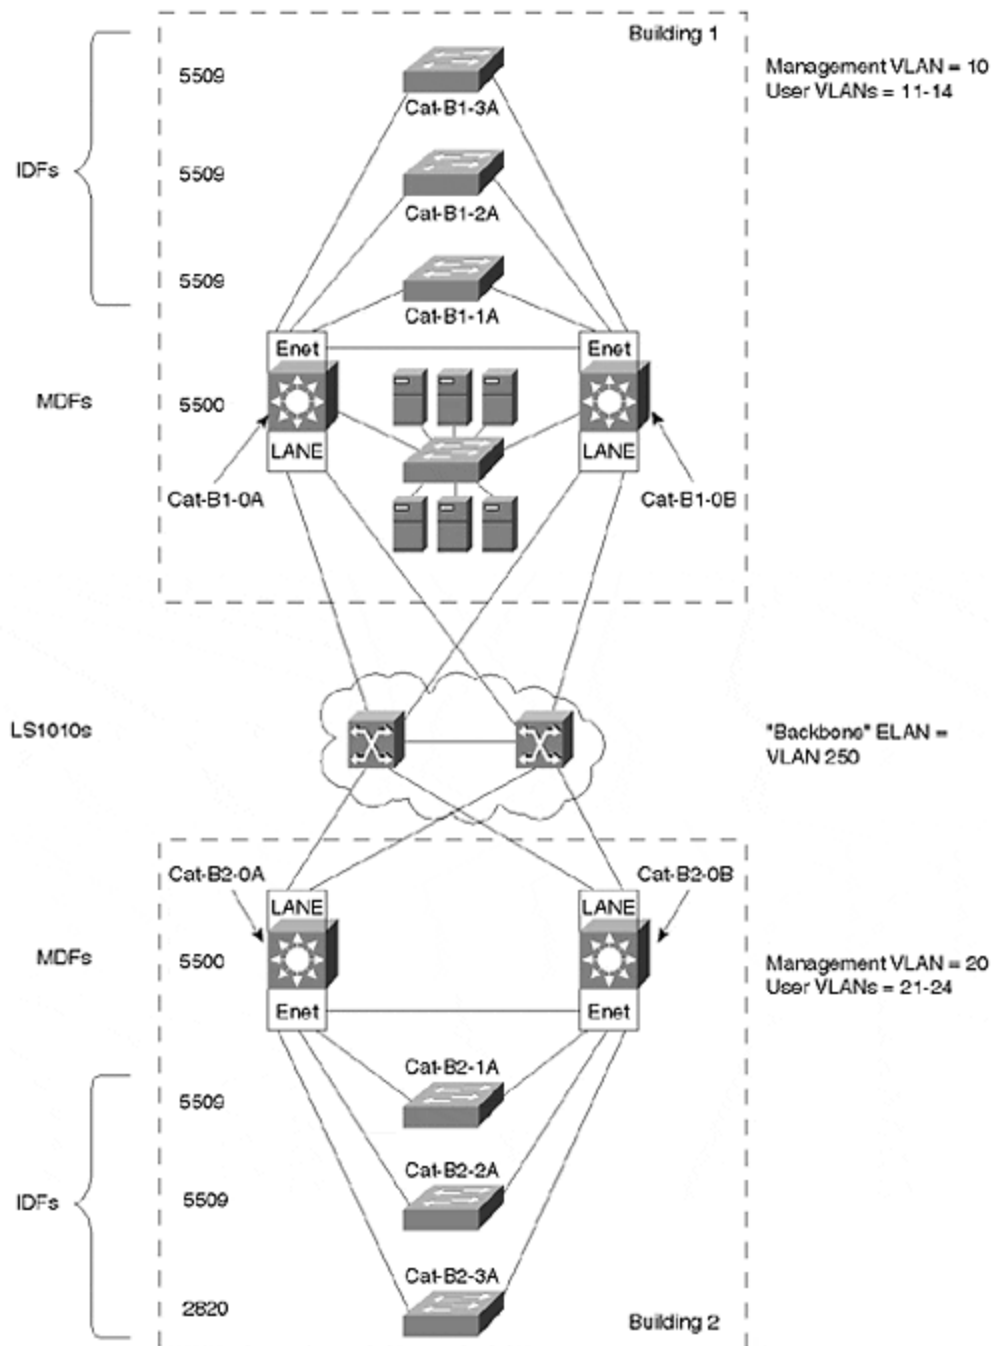 Building 1
5509
Management VLAN = 10
User VLANs = 11-14
Cat-B1-3A
IDFs
5509
Cat-B1-2A
5509
Cat-B1-1A
Enet
Enet
MDFs
5500
LANE
LANE
Cat-B1-0A
Cat-B1-0B
LS1010s
"Backbone" ELAN =
VLAN 250
Cat-B2-0A
Cat-B2-0B
LANE
LANE
MDFs
5500
Management VLAN = 20
User VLANs = 21-24
Enet
Enet
Cat-B2-1A
5509
Cat-B2-2A
IDFs
5509
Cat-B2-3A
2820
Building 2